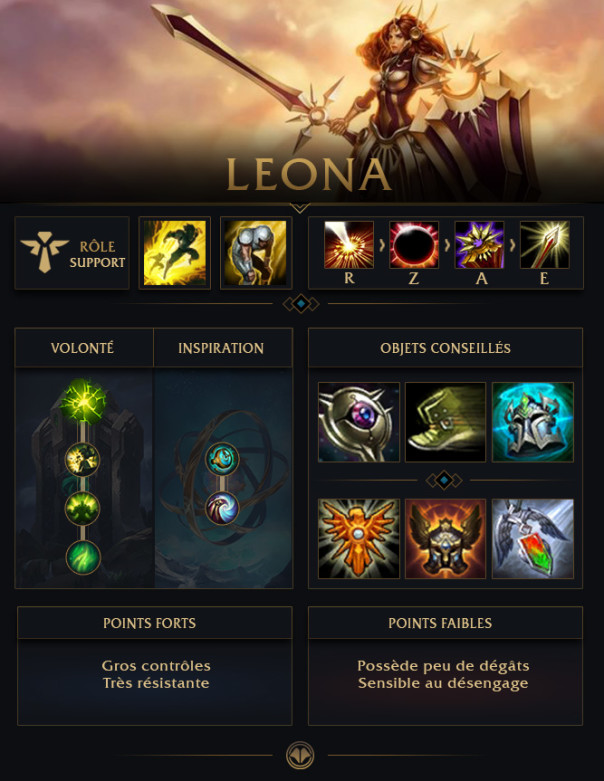 LEONA
RÔLE
SUPPORT
R Z A E
VOLONTÉ
INSPIRATION
OBJETS CONSEILLÉS
POINTS FORTS
POINTS FAIBLES
Gros contrôles
Très résistante
Possède peu de dégâts
Sensible au désengage